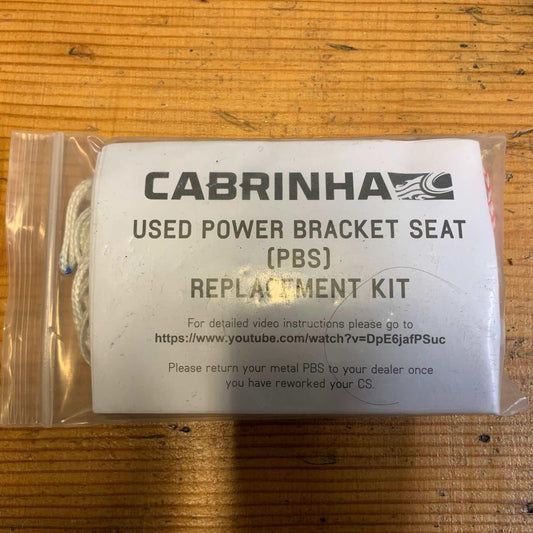 CABRINHA
USED POWER BRACKET SEAT
(PBS)
REPLACEMENT KIT
For detailed video instructions please go to
https://www.youtube.com/watch?v=DpE6jafPSuc
Please return your metal PBS to your dealer once
you have reworked your CS.